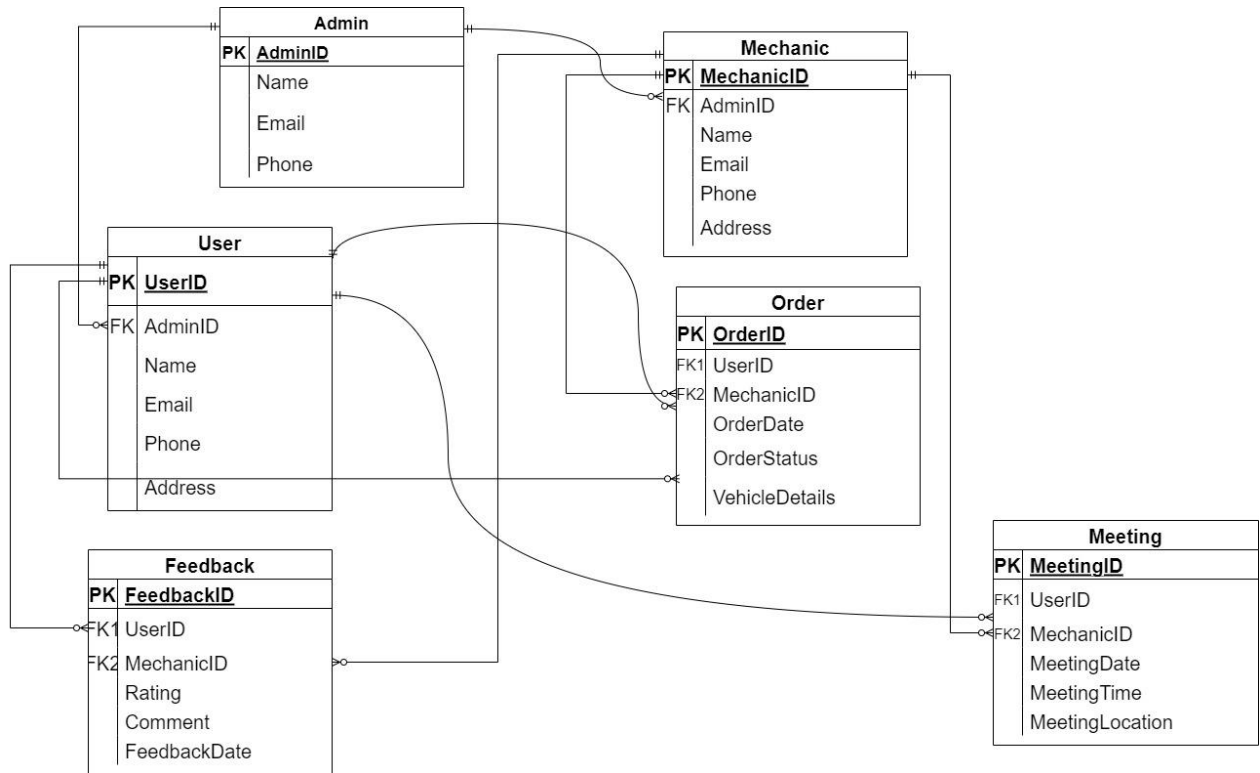 Admin
PK AdminID
Name
Email
Phone
Mechanic
PK MechanicID
FK AdminID
Name
Email
Phone
Address
User
PK UserID
FK AdminID
Name
Email
Phone
Address
Order
PK OrderID
FK1 UserID
FK2 MechanicID
OrderDate
OrderStatus
VehicleDetails
Feedback
PK FeedbackID
FK1 UserID
FK2 MechanicID
Rating
Comment
FeedbackDate
Meeting
PK MeetingID
FK1 UserID
FK2 MechanicID
MeetingDate
MeetingTime
MeetingLocation